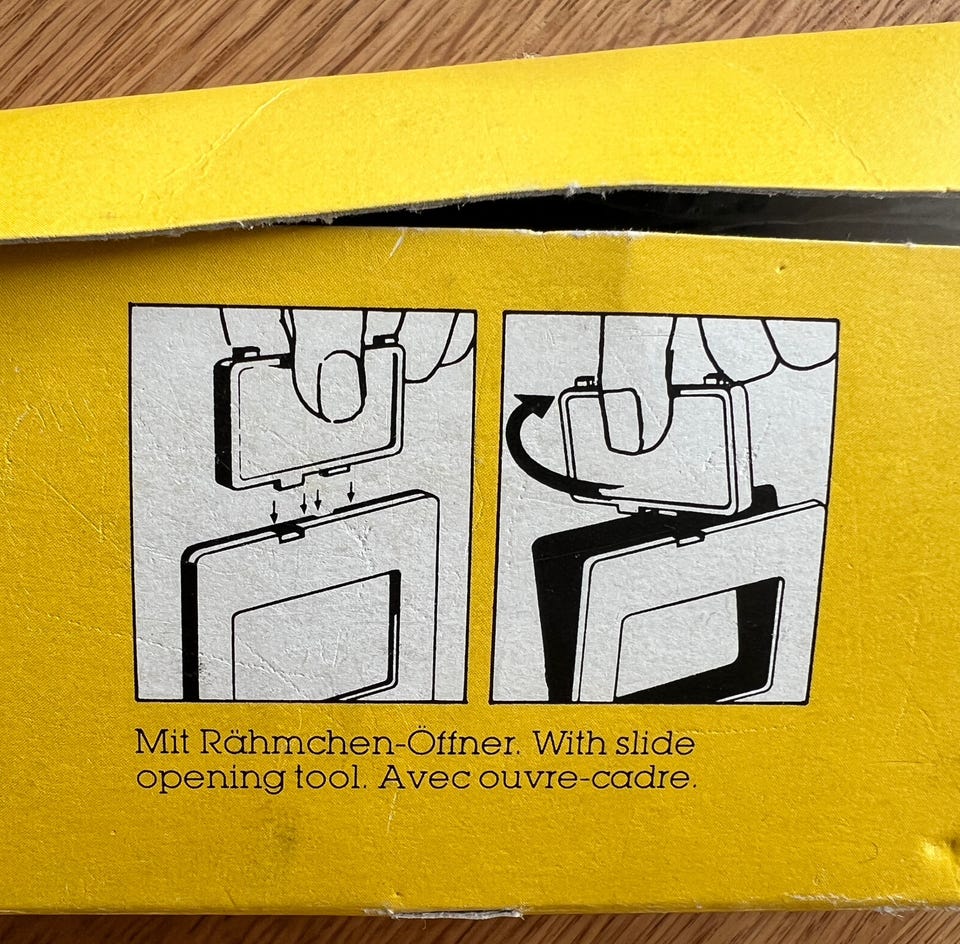 Mit Rähmchen-Öffner. With slide
opening tool. Avec ouvre-cadre.